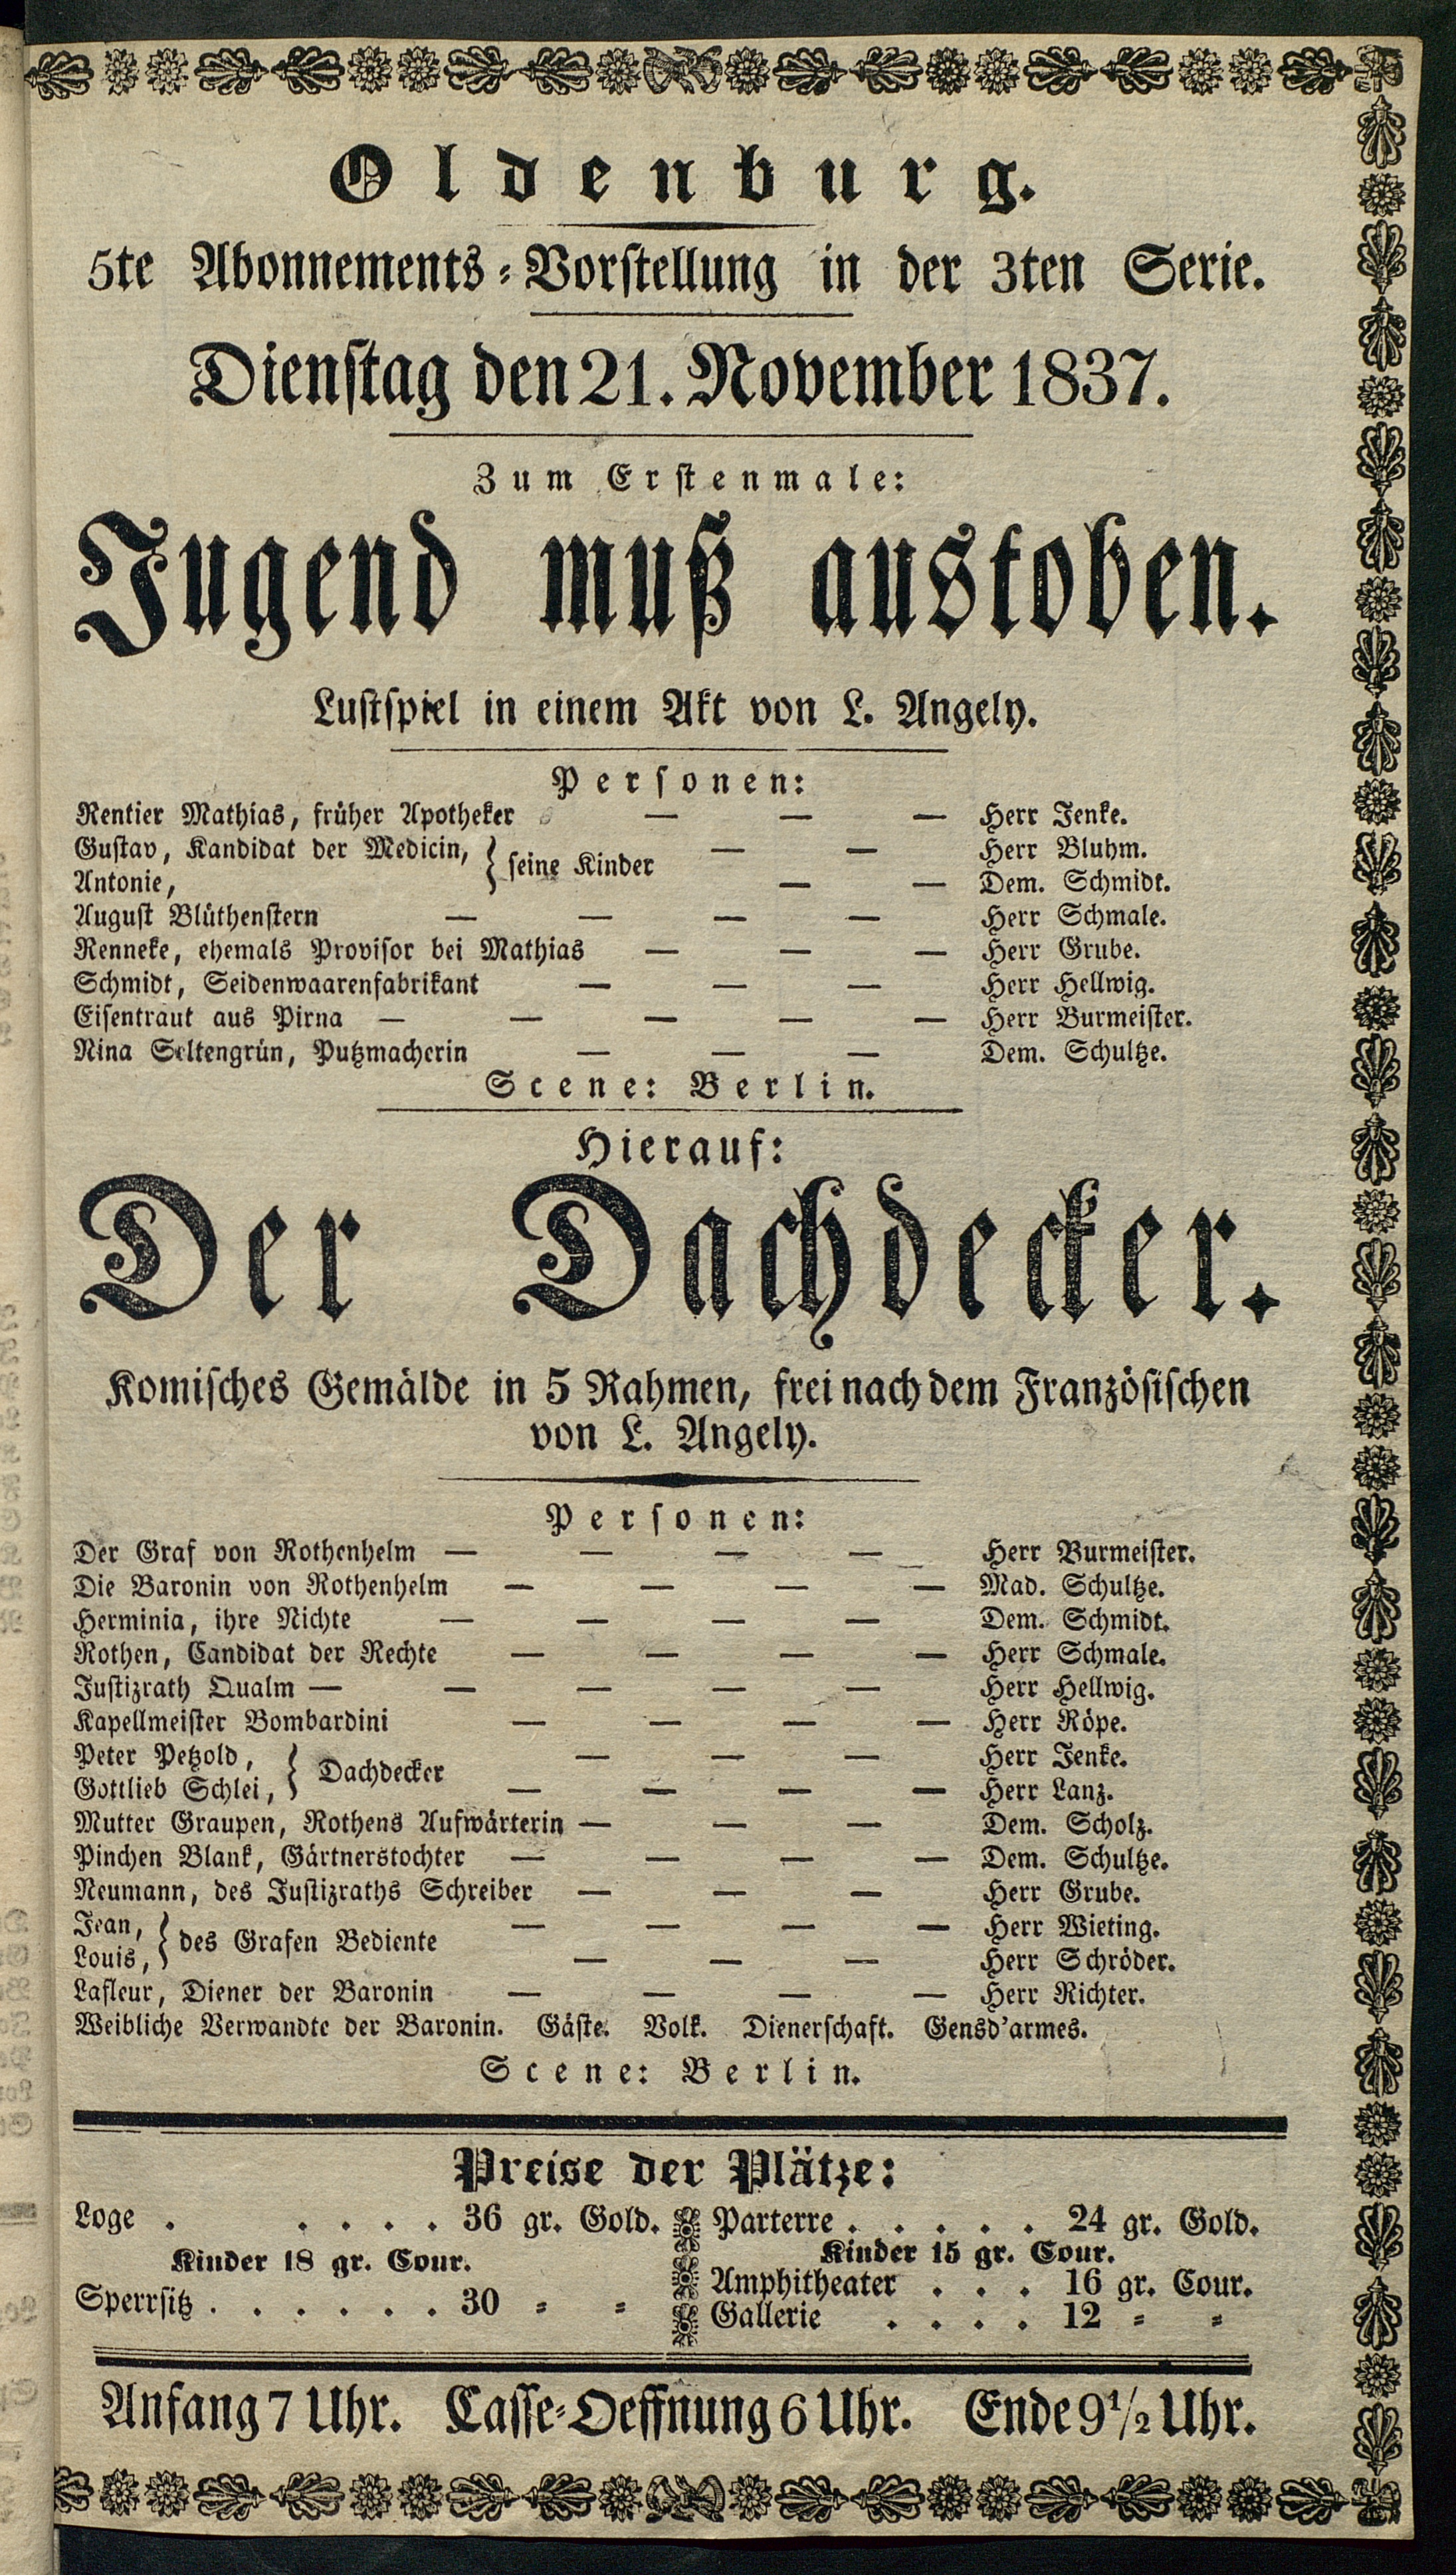 Oldenburg.
5te Abonnements-Vorstellung in der 3ten Serie.
Dienstag den 21. November 1837.
Zum Erstenmale:
Jugend muß austoben.
Lustspiel in einem Akt von L. Angely.
Personen:
Rentier Mathias, früher Apotheker — — — Herr Jenke.
Gustav, Kandidat der Medicin, } seine Kinder — — Herr Bluhm.
Antonie, — — Dem. Schmidt.
August Blüthenstern — — — — Herr Schmale.
Renneke, ehemals Provisor bei Mathias — — — Herr Grube.
Schmidt, Seidenwaarenfabrikant — — — Herr Hellwig.
Eisentraut aus Pirna — — — — — Herr Burmeister.
Nina Seltengrün, Putzmacherin — — — Dem. Schultze.
Scene: Berlin.
Hierauf:
Der Dachdecker.
Komisches Gemälde in 5 Rahmen, frei nach dem Französischen
von L. Angely.
Personen:
Der Graf von Rothenhelm — — — — Herr Burmeister.
Die Baronin von Rothenhelm — — — — Mad. Schultze.
Herminia, ihre Nichte — — — — Dem. Schmidt.
Rothen, Candidat der Rechte — — — — Herr Schmale.
Justizrath Qualm — — — — — Herr Hellwig.
Kapellmeister Bombardini — — — — Herr Röpe.
Peter Petzold, } Dachdecker — — — Herr Jenke.
Gottlieb Schlei, — — — — Herr Lanz.
Mutter Graupen, Rothens Aufwärterin — — — Dem. Scholz.
Pinchen Blank, Gärtnerstochter — — — — Dem. Schultze.
Neumann, des Justizraths Schreiber — — — Herr Grube.
Jean, } des Grafen Bediente — — — — Herr Wieting.
Louis, — — — Herr Schröder.
Lafleur, Diener der Baronin — — — — Herr Richter.
Weibliche Verwandte der Baronin. Gäste. Volk. Dienerschaft. Gensd'armes.
Scene: Berlin.
Preise der Plätze:
Loge . . . . . 36 gr. Gold.
Kinder 18 gr. Cour.
Sperrsitz . . . . . . 30 = =
Parterre . . . . . 24 gr. Gold.
Kinder 15 gr. Cour.
Amphitheater . . . 16 gr. Cour.
Gallerie . . . . 12 = =
Anfang 7 Uhr. Casse-Oeffnung 6 Uhr. Ende 9½ Uhr.